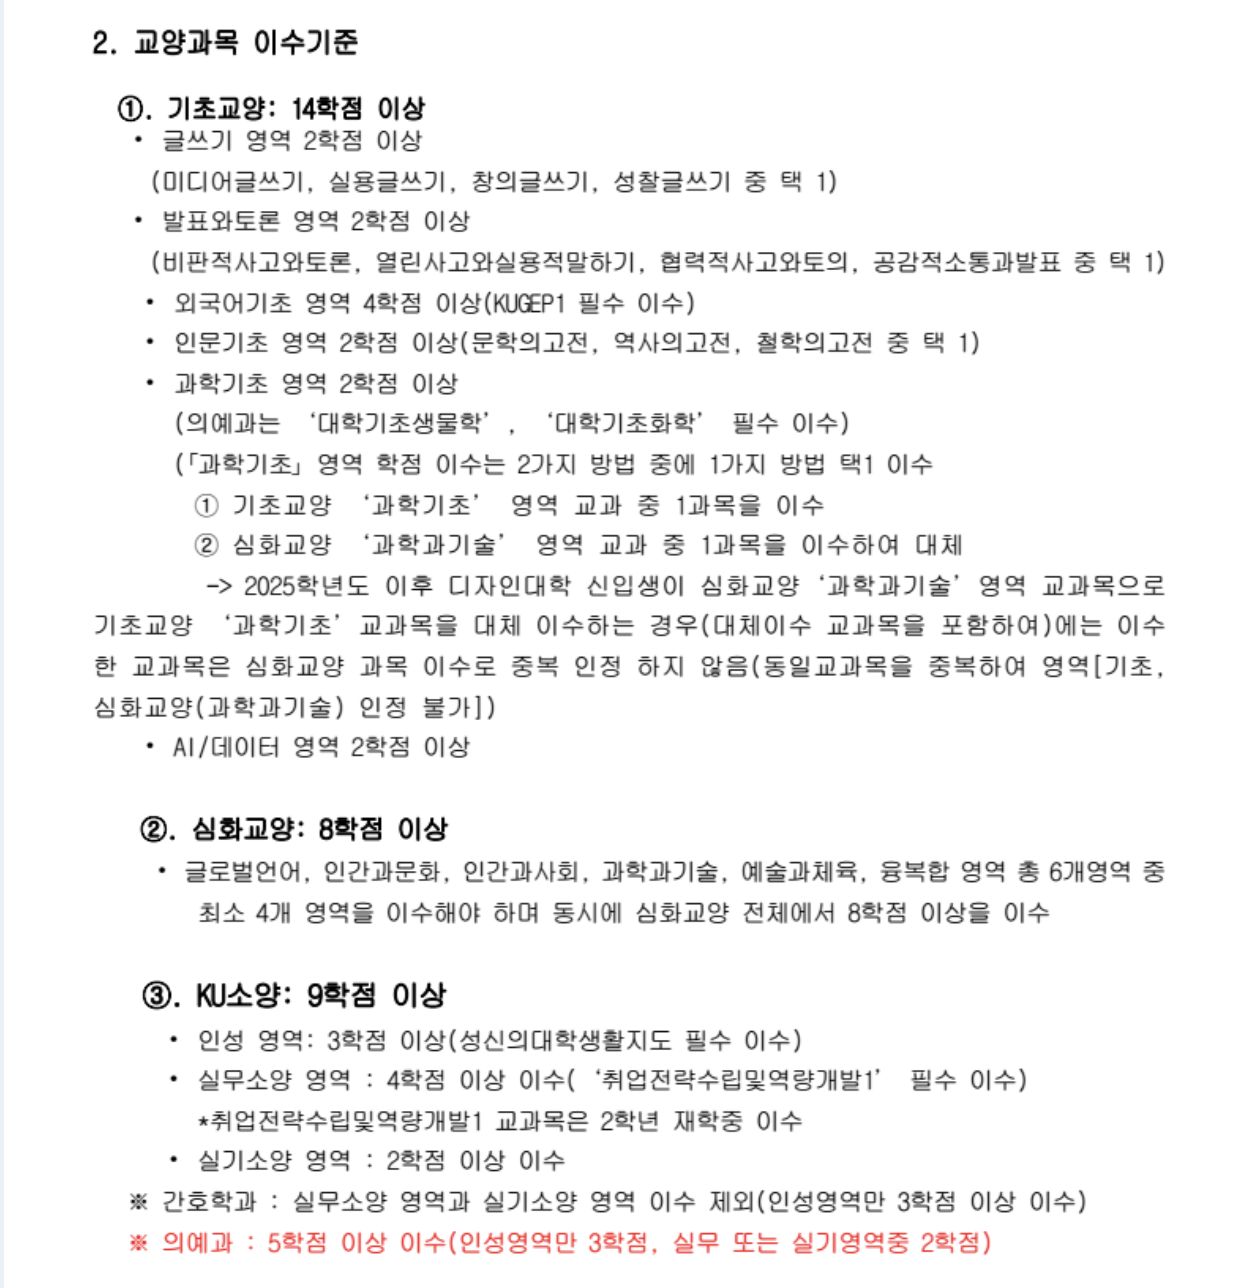 2. 교양과목 이수기준
①. 기초교양: 14학점 이상
• 글쓰기 영역 2학점 이상
(미디어글쓰기, 실용글쓰기, 창의글쓰기, 성찰글쓰기 중 택 1)
• 발표와토론 영역 2학점 이상
(비판적사고와토론, 열린사고와실용적말하기, 협력적사고와토의, 공감적소통과발표 중 택 1)
• 외국어기초 영역 4학점 이상(KUGEP1 필수 이수)
• 인문기초 영역 2학점 이상(문학의고전, 역사의고전, 철학의고전 중 택 1)
• 과학기초 영역 2학점 이상
(의예과는 ‘대학기초생물학’, ‘대학기초화학’ 필수 이수)
(「과학기초」영역 학점 이수는 2가지 방법 중에 1가지 방법 택1 이수
① 기초교양 ‘과학기초’ 영역 교과 중 1과목을 이수
② 심화교양 ‘과학과기술’ 영역 교과 중 1과목을 이수하여 대체
-> 2025학년도 이후 디자인대학 신입생이 심화교양‘과학과기술’영역 교과목으로
기초교양 ‘과학기초’교과목을 대체 이수하는 경우(대체이수 교과목을 포함하여)에는 이수
한 교과목은 심화교양 과목 이수로 중복 인정 하지 않음(동일교과목을 중복하여 영역[기초,
심화교양(과학과기술) 인정 불가])
• AI/데이터 영역 2학점 이상
②. 심화교양: 8학점 이상
• 글로벌언어, 인간과문화, 인간과사회, 과학과기술, 예술과체육, 융복합 영역 총 6개영역 중
최소 4개 영역을 이수해야 하며 동시에 심화교양 전체에서 8학점 이상을 이수
③. KU소양: 9학점 이상
• 인성 영역: 3학점 이상(성신의대학생활지도 필수 이수)
• 실무소양 영역 : 4학점 이상 이수(‘취업전략수립및역량개발1’ 필수 이수)
*취업전략수립및역량개발1 교과목은 2학년 재학중 이수
• 실기소양 영역 : 2학점 이상 이수
※ 간호학과 : 실무소양 영역과 실기소양 영역 이수 제외(인성영역만 3학점 이상 이수)
※ 의예과 : 5학점 이상 이수(인성영역만 3학점, 실무 또는 실기영역중 2학점)